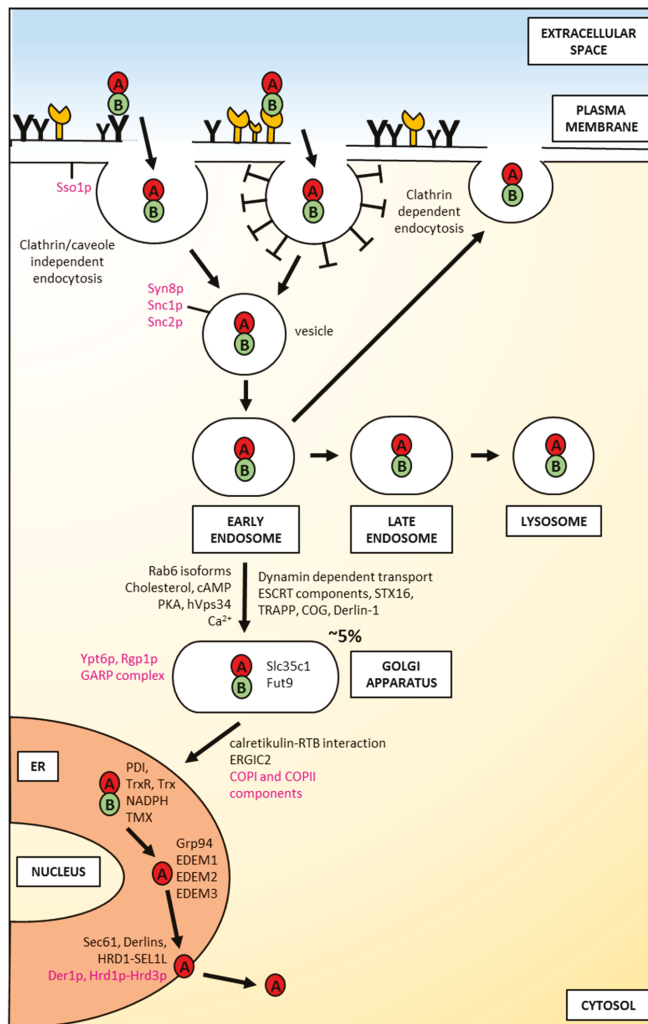 EXTRACELLULAR
SPACE
PLASMA
MEMBRANE
A
B
A
B
Sso1p
A
B
A
B
A
B
Clathrin
dependent
endocytosis
Clathrin/caveole
independent
endocytosis
Syn8p
Snc1p
Snc2p
A
B
vesicle
A
B
A
B
A
B
EARLY
ENDOSOME
LATE
ENDOSOME
LYSOSOME
Rab6 isoforms
Cholesterol, cAMP
PKA, hVps34
Ca²⁺
Dynamin dependent transport
ESCRT components, STX16,
TRAPP, COG, Derlin-1
~5%
Ypt6p, Rgp1p
GARP complex
A
B
Slc35c1
Fut9
GOLGI
APPARATUS
calretikulin-RTB interaction
ERGIC2
COPI and COPII
components
ER
A
B
PDI,
TrxR, Trx
NADPH
TMX
NUCLEUS
A
Grp94
EDEM1
EDEM2
EDEM3
Sec61, Derlins,
HRD1-SEL1L
Der1p, Hrd1p-Hrd3p
A
A
CYTOSOL